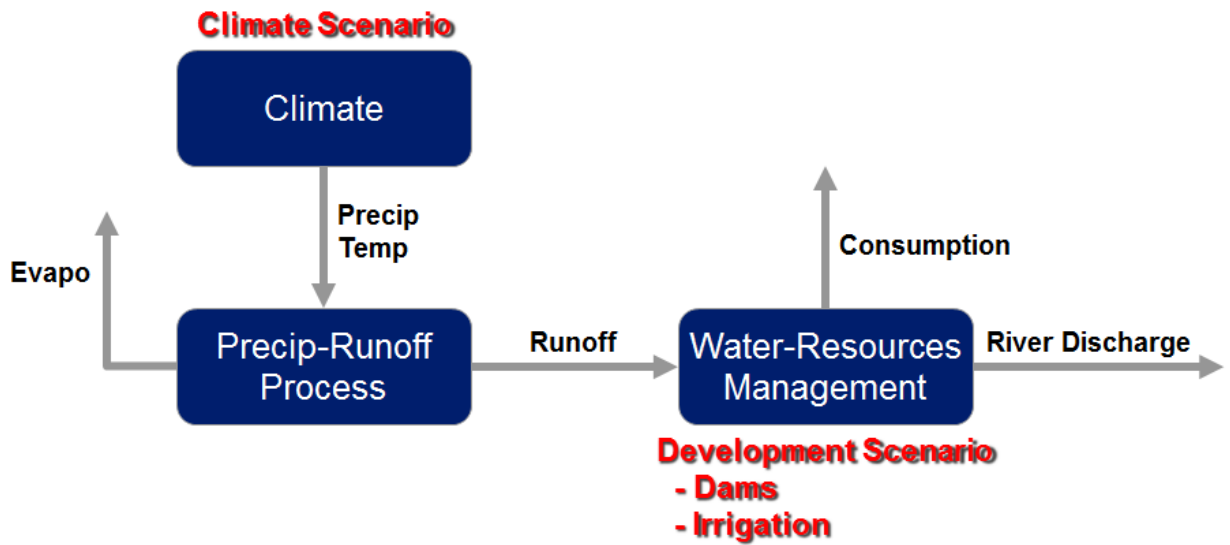 Climate Scenario
Climate
Precip
Temp
Evapo
Consumption
Precip-Runoff
Process
Runoff
Water-Resources
Management
River Discharge
Development Scenario
- Dams
- Irrigation